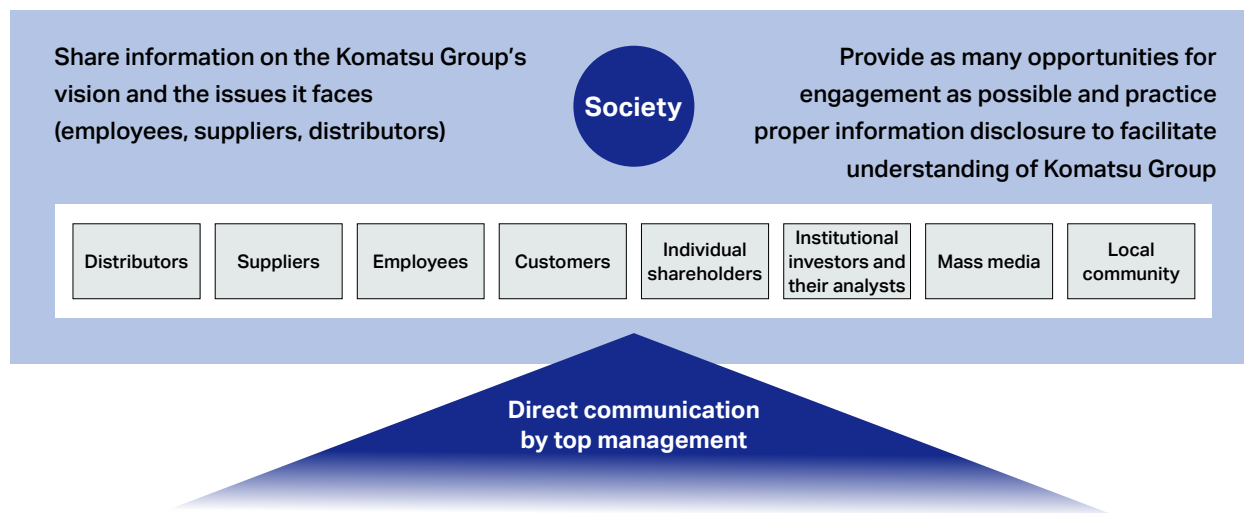 Share information on the Komatsu Group's
vision and the issues it faces
(employees, suppliers, distributors)
Society
Provide as many opportunities for
engagement as possible and practice
proper information disclosure to facilitate
understanding of Komatsu Group
Distributors
Suppliers
Employees
Customers
Individual
shareholders
Institutional
investors and
their analysts
Mass media
Local
community
Direct communication
by top management